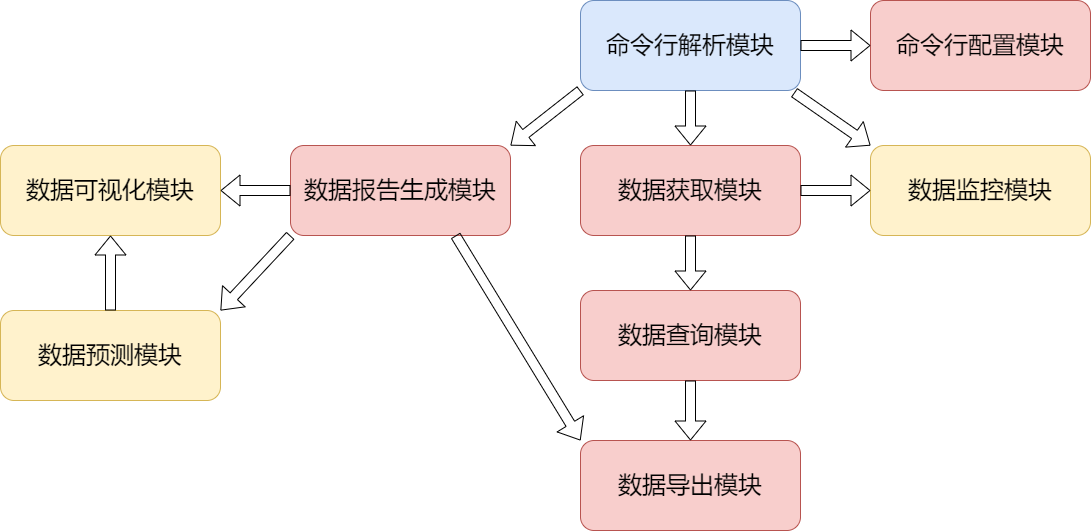 命令行解析模块
命令行配置模块
数据可视化模块
数据报告生成模块
数据获取模块
数据监控模块
数据查询模块
数据预测模块
数据导出模块